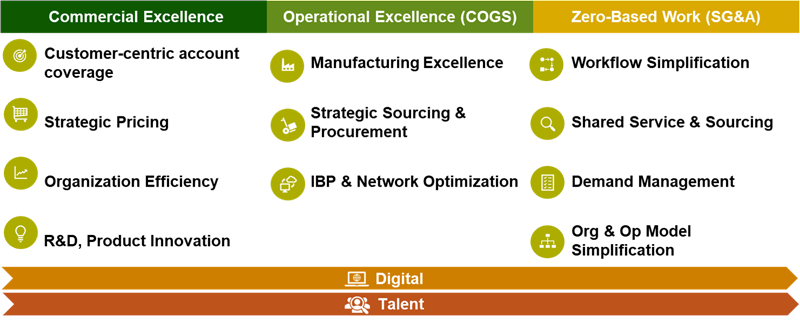 Commercial Excellence
Operational Excellence (COGS)
Zero-Based Work (SG&A)
Customer-centric account
coverage
Strategic Pricing
Organization Efficiency
R&D, Product Innovation
Manufacturing Excellence
Strategic Sourcing &
Procurement
IBP & Network Optimization
Workflow Simplification
Shared Service & Sourcing
Demand Management
Org & Op Model
Simplification
Digital
Talent